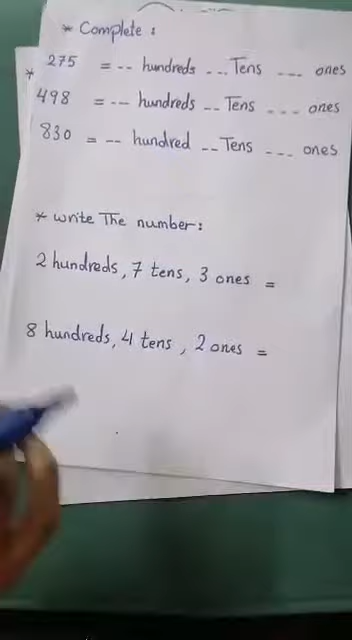 * Complete :
* 275 = -- hundreds --- Tens --- ones
498 = --- hundreds -- Tens --- ones
830 = -- hundred -- Tens --- ones
* write The number:
2 hundreds, 7 tens, 3 ones =
8 hundreds, 4 tens, 2 ones =